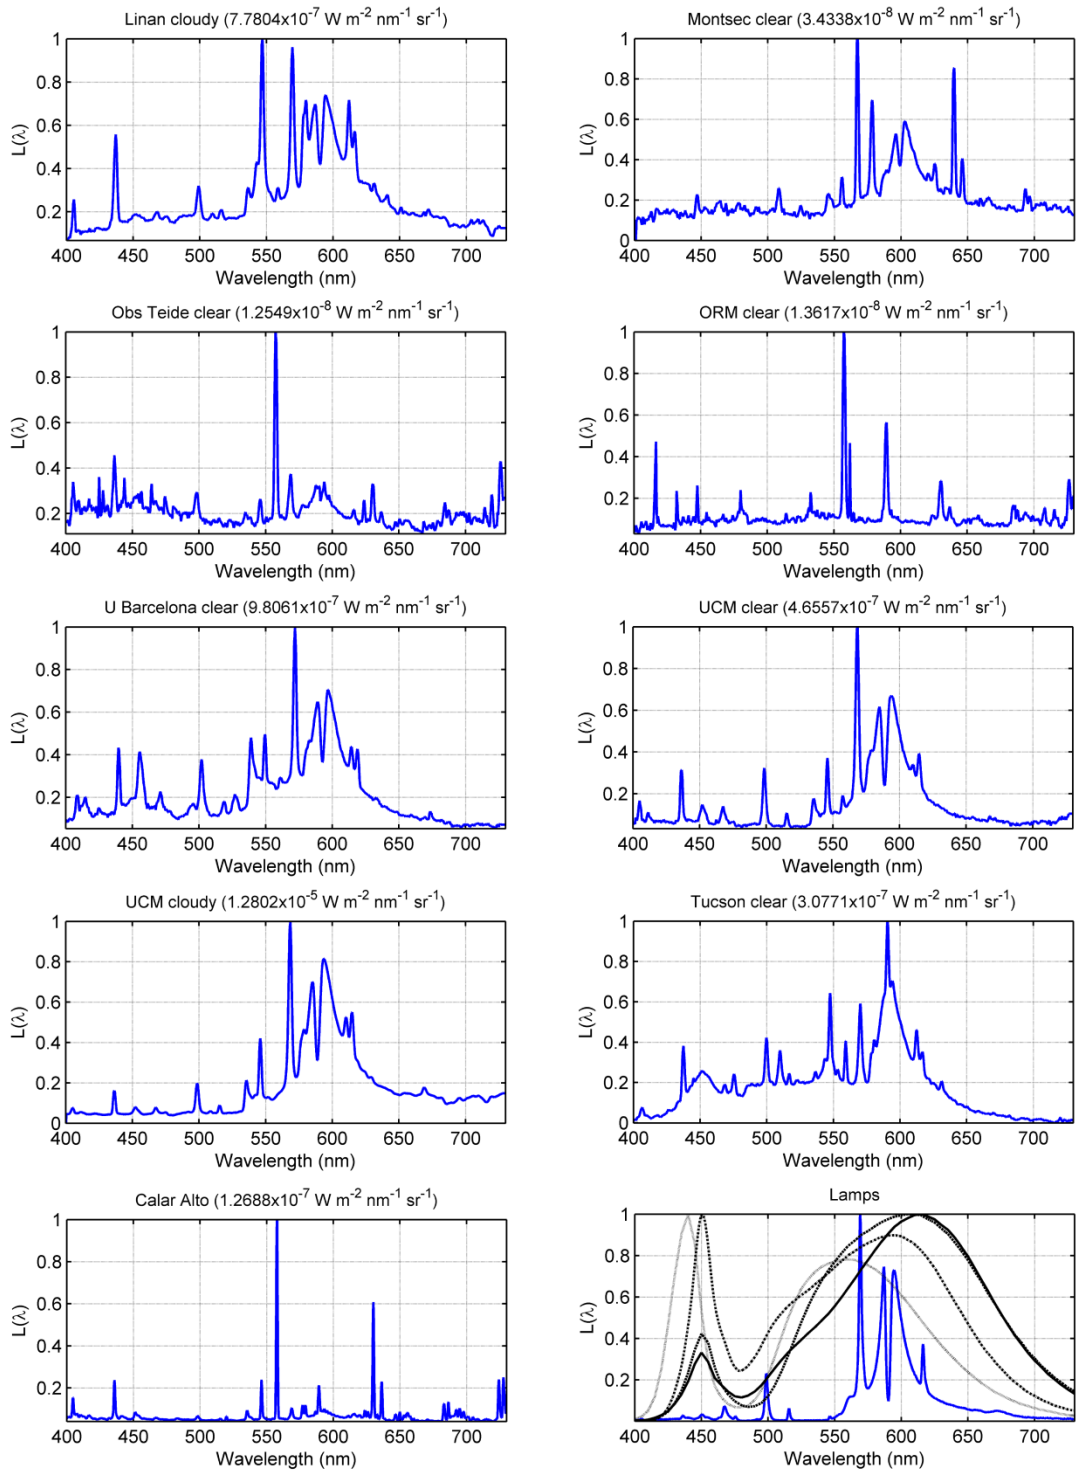 Linan cloudy (7.7804x10⁻⁷ W m⁻² nm⁻¹ sr⁻¹)
L(λ)
1
0.8
0.6
0.4
0.2
400 450 500 550 600 650 700
Wavelength (nm)
Montsec clear (3.4338x10⁻⁸ W m⁻² nm⁻¹ sr⁻¹)
L(λ)
1
0.8
0.6
0.4
0.2
0
400 450 500 550 600 650 700
Wavelength (nm)
Obs Teide clear (1.2549x10⁻⁸ W m⁻² nm⁻¹ sr⁻¹)
L(λ)
1
0.8
0.6
0.4
0.2
400 450 500 550 600 650 700
Wavelength (nm)
ORM clear (1.3617x10⁻⁸ W m⁻² nm⁻¹ sr⁻¹)
L(λ)
1
0.8
0.6
0.4
0.2
400 450 500 550 600 650 700
Wavelength (nm)
U Barcelona clear (9.8061x10⁻⁷ W m⁻² nm⁻¹ sr⁻¹)
L(λ)
1
0.8
0.6
0.4
0.2
400 450 500 550 600 650 700
Wavelength (nm)
UCM clear (4.6557x10⁻⁷ W m⁻² nm⁻¹ sr⁻¹)
L(λ)
1
0.8
0.6
0.4
0.2
400 450 500 550 600 650 700
Wavelength (nm)
UCM cloudy (1.2802x10⁻⁵ W m⁻² nm⁻¹ sr⁻¹)
L(λ)
1
0.8
0.6
0.4
0.2
0
400 450 500 550 600 650 700
Wavelength (nm)
Tucson clear (3.0771x10⁻⁷ W m⁻² nm⁻¹ sr⁻¹)
L(λ)
1
0.8
0.6
0.4
0.2
0
400 450 500 550 600 650 700
Wavelength (nm)
Calar Alto (1.2688x10⁻⁷ W m⁻² nm⁻¹ sr⁻¹)
L(λ)
1
0.8
0.6
0.4
0.2
400 450 500 550 600 650 700
Wavelength (nm)
Lamps
L(λ)
1
0.8
0.6
0.4
0.2
400 450 500 550 600 650 700
Wavelength (nm)